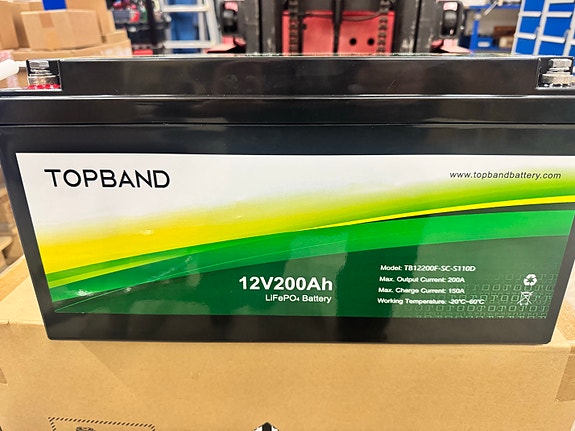 TOPBAND
www.topbandbattery.com
12V200Ah
LiFePO₄ Battery
Model: TB12200F-SC-S110D
Max. Output Current: 200A
Max. Charge Current: 150A
Working Temperature: -20°C~60°C